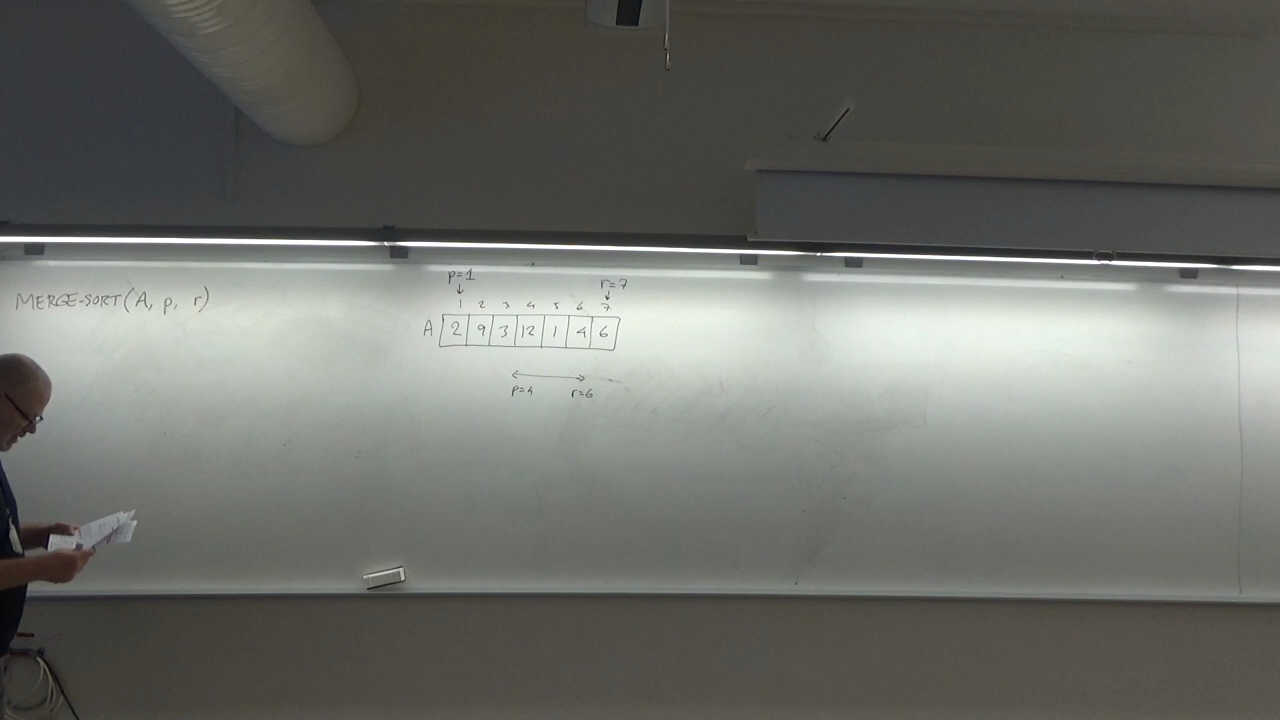 MERGE-SORT(A, p, r)
p=1
r=7
1 2 3 4 5 6 7
A 2 9 3 12 1 4 6
p=4 r=6